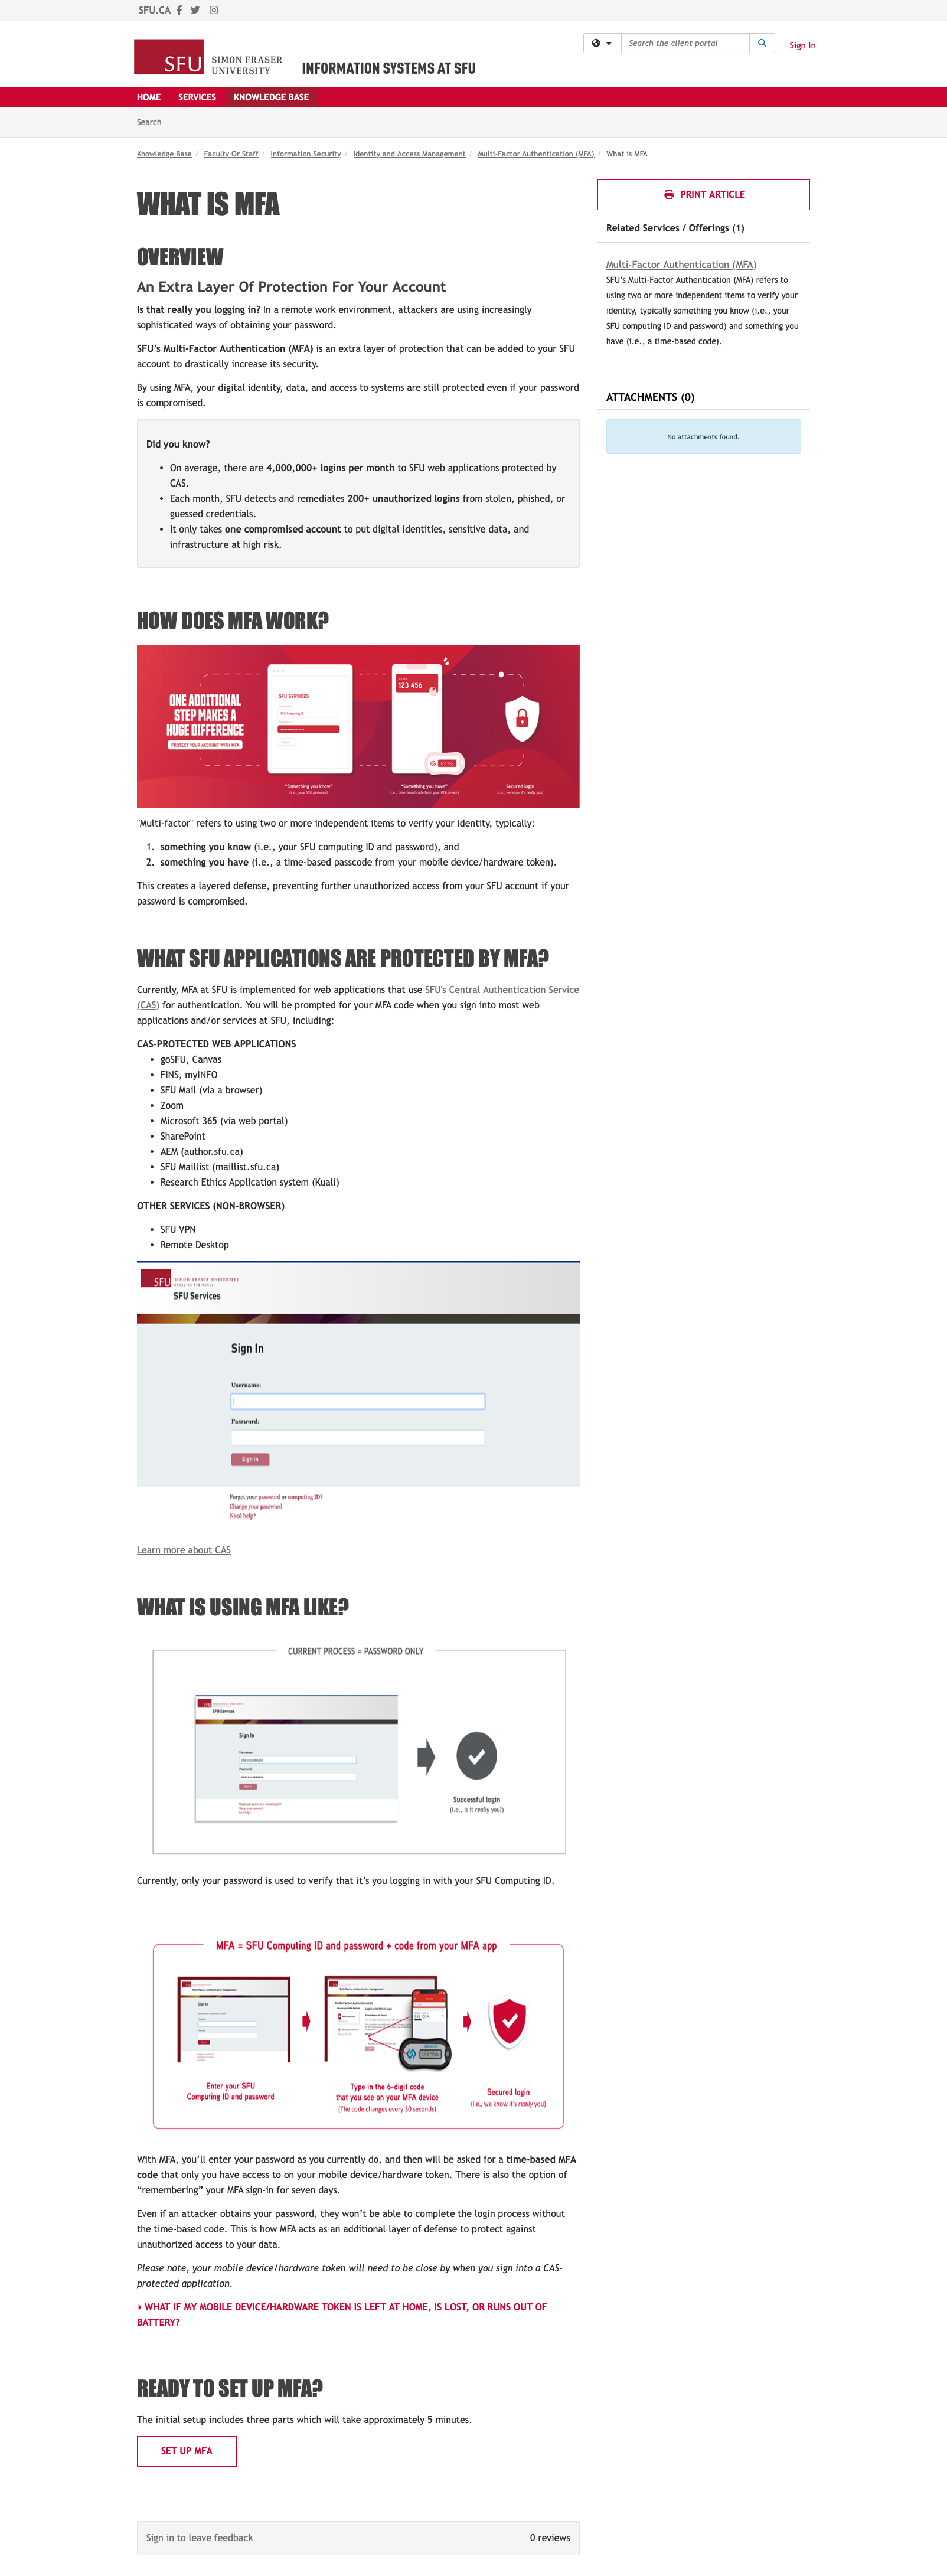 SFU.CA
SFU
SIMON FRASER
UNIVERSITY
INFORMATION SYSTEMS AT SFU
Search the client portal
Sign In
HOME SERVICES KNOWLEDGE BASE
Search
Knowledge Base / Faculty Or Staff / Information Security / Identity and Access Management / Multi-Factor Authentication (MFA) / What is MFA
WHAT IS MFA
OVERVIEW
An Extra Layer Of Protection For Your Account
Is that really you logging in? In a remote work environment, attackers are using increasingly
sophisticated ways of obtaining your password.
SFU's Multi-Factor Authentication (MFA) is an extra layer of protection that can be added to your SFU
account to drastically increase its security.
By using MFA, your digital identity, data, and access to systems are still protected even if your password
is compromised.
Did you know?
• On average, there are 4,000,000+ logins per month to SFU web applications protected by
CAS.
• Each month, SFU detects and remediates 200+ unauthorized logins from stolen, phished, or
guessed credentials.
• It only takes one compromised account to put digital identities, sensitive data, and
infrastructure at high risk.
PRINT ARTICLE
Related Services / Offerings (1)
Multi-Factor Authentication (MFA)
SFU's Multi-Factor Authentication (MFA) refers to
using two or more independent items to verify your
identity, typically something you know (i.e., your
SFU computing ID and password) and something you
have (i.e., a time-based code).
ATTACHMENTS (0)
No attachments found.
HOW DOES MFA WORK?
ONE ADDITIONAL
STEP MAKES A
HUGE DIFFERENCE
PROTECT YOUR ACCOUNT WITH MFA
SFU SERVICES
SFU Computing ID
Sign in
123 456
"Something you know"
(i.e., your SFU password)
"Something you have"
(i.e., time-based code from your MFA device)
Secured login
(i.e., we know it's really you)
"Multi-factor" refers to using two or more independent items to verify your identity, typically:
1. something you know (i.e., your SFU computing ID and password), and
2. something you have (i.e., a time-based passcode from your mobile device/hardware token).
This creates a layered defense, preventing further unauthorized access from your SFU account if your
password is compromised.
WHAT SFU APPLICATIONS ARE PROTECTED BY MFA?
Currently, MFA at SFU is implemented for web applications that use SFU's Central Authentication Service
(CAS) for authentication. You will be prompted for your MFA code when you sign into most web
applications and/or services at SFU, including:
CAS-PROTECTED WEB APPLICATIONS
• goSFU, Canvas
• FINS, myINFO
• SFU Mail (via a browser)
• Zoom
• Microsoft 365 (via web portal)
• SharePoint
• AEM (author.sfu.ca)
• SFU Maillist (maillist.sfu.ca)
• Research Ethics Application system (Kuali)
OTHER SERVICES (NON-BROWSER)
• SFU VPN
• Remote Desktop
SFU
SIMON FRASER UNIVERSITY
ENGAGING THE WORLD
SFU Services
Sign In
Username:
Password:
Sign In
Forgot your password or computing ID?
Change your password
Need help?
Learn more about CAS
WHAT IS USING MFA LIKE?
CURRENT PROCESS = PASSWORD ONLY
SFU Services
Sign In
Successful login
(i.e., Is it really you?)
Currently, only your password is used to verify that it's you logging in with your SFU Computing ID.
MFA = SFU Computing ID and password + code from your MFA app
Enter your SFU
Computing ID and password
Type in the 6-digit code
that you see on your MFA device
(The code changes every 30 seconds)
Secured login
(i.e., we know it's really you)
With MFA, you'll enter your password as you currently do, and then will be asked for a time-based MFA
code that only you have access to on your mobile device/hardware token. There is also the option of
“remembering” your MFA sign-in for seven days.
Even if an attacker obtains your password, they won't be able to complete the login process without
the time-based code. This is how MFA acts as an additional layer of defense to protect against
unauthorized access to your data.
Please note, your mobile device/hardware token will need to be close by when you sign into a CAS-
protected application.
WHAT IF MY MOBILE DEVICE/HARDWARE TOKEN IS LEFT AT HOME, IS LOST, OR RUNS OUT OF
BATTERY?
READY TO SET UP MFA?
The initial setup includes three parts which will take approximately 5 minutes.
SET UP MFA
Sign in to leave feedback
0 reviews